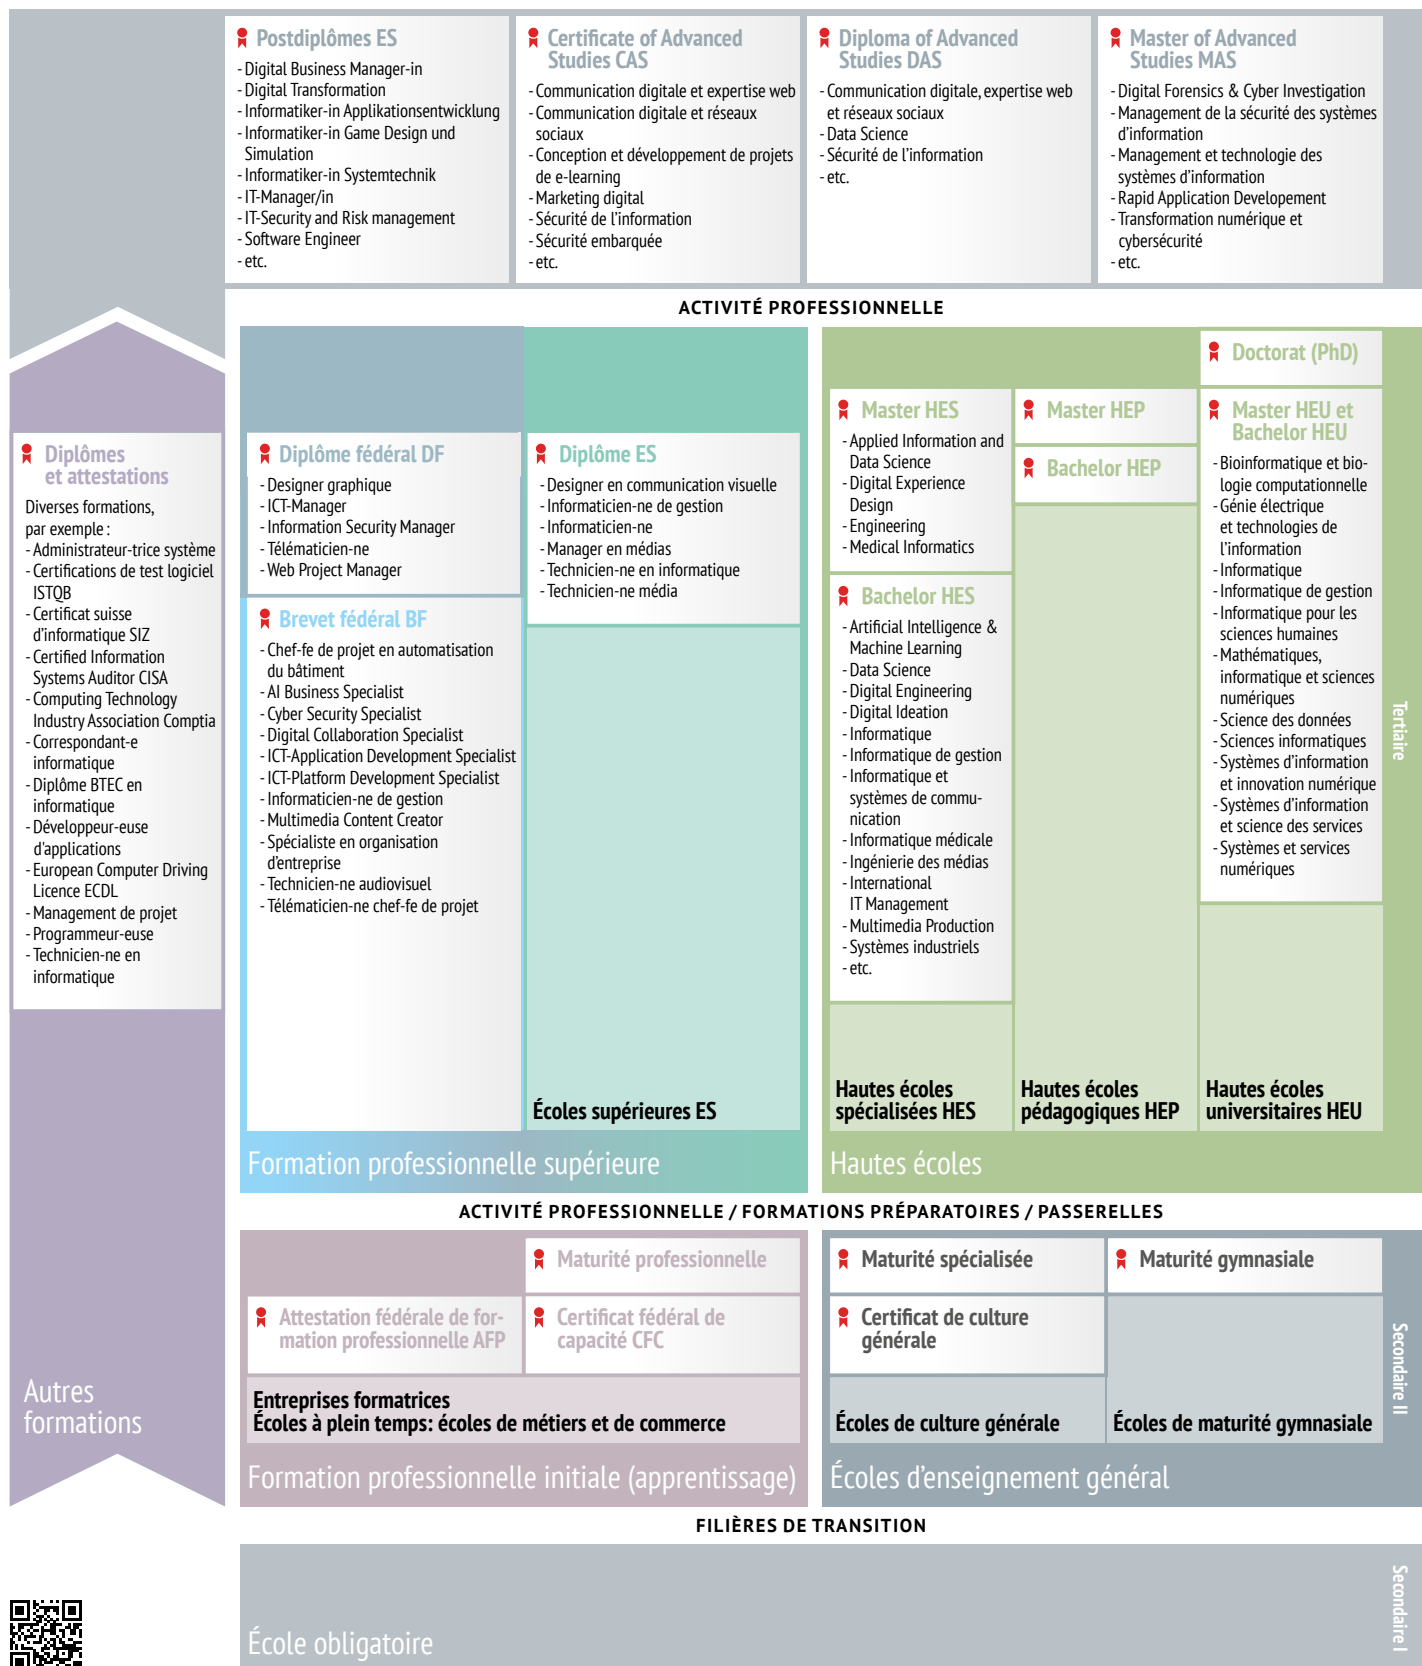 Postdiplômes ES
- Digital Business Manager-in
- Digital Transformation
- Informatiker-in Applikationsentwicklung
- Informatiker-in Game Design und
Simulation
- Informatiker-in Systemtechnik
- IT-Manager/in
- IT-Security and Risk management
- Software Engineer
- etc.
Certificate of Advanced
Studies CAS
- Communication digitale et expertise web
- Communication digitale et réseaux
sociaux
- Conception et développement de projets
de e-learning
- Marketing digital
- Sécurité de l'information
- Sécurité embarquée
- etc.
Diploma of Advanced
Studies DAS
- Communication digitale, expertise web
et réseaux sociaux
- Data Science
- Sécurité de l'information
- etc.
Master of Advanced
Studies MAS
- Digital Forensics & Cyber Investigation
- Management de la sécurité des systèmes
d'information
- Management et technologie des
systèmes d'information
- Rapid Application Developement
- Transformation numérique et
cybersécurité
- etc.
ACTIVITÉ PROFESSIONNELLE
Diplômes
et attestations
Diverses formations,
par exemple :
- Administrateur-trice système
- Certifications de test logiciel
ISTQB
- Certificat suisse
d'informatique SIZ
- Certified Information
Systems Auditor CISA
- Computing Technology
Industry Association Comptia
- Correspondant-e
informatique
- Diplôme BTEC en
informatique
- Développeur-euse
d'applications
- European Computer Driving
Licence ECDL
- Management de projet
- Programmeur-euse
- Technicien-ne en
informatique
Autres
formations
Diplôme fédéral DF
- Designer graphique
- ICT-Manager
- Information Security Manager
- Télématicien-ne
- Web Project Manager
Brevet fédéral BF
- Chef-fe de projet en automatisation
du bâtiment
- AI Business Specialist
- Cyber Security Specialist
- Digital Collaboration Specialist
- ICT-Application Development Specialist
- ICT-Platform Development Specialist
- Informaticien-ne de gestion
- Multimedia Content Creator
- Spécialiste en organisation
d'entreprise
- Technicien-ne audiovisuel
- Télématicien-ne chef-fe de projet
Diplôme ES
- Designer en communication visuelle
- Informaticien-ne de gestion
- Informaticien-ne
- Manager en médias
- Technicien-ne en informatique
- Technicien-ne média
Écoles supérieures ES
Formation professionnelle supérieure
Master HES
- Applied Information and
Data Science
- Digital Experience
Design
- Engineering
- Medical Informatics
Bachelor HES
- Artificial Intelligence &
Machine Learning
- Data Science
- Digital Engineering
- Digital Ideation
- Informatique
- Informatique de gestion
- Informatique et
systèmes de commu-
nication
- Informatique médicale
- Ingénierie des médias
- International
IT Management
- Multimedia Production
- Systèmes industriels
- etc.
Hautes écoles
spécialisées HES
Master HEP
Bachelor HEP
Hautes écoles
pédagogiques HEP
Doctorat (PhD)
Master HEU et
Bachelor HEU
- Bioinformatique et bio-
logie computationnelle
- Génie électrique
et technologies de
l'information
- Informatique
- Informatique de gestion
- Informatique pour les
sciences humaines
- Mathématiques,
informatique et sciences
numériques
- Science des données
- Sciences informatiques
- Systèmes d'information
et innovation numérique
- Systèmes d'information
et science des services
- Systèmes et services
numériques
Hautes écoles
universitaires HEU
Hautes écoles
Tertiaire
ACTIVITÉ PROFESSIONNELLE / FORMATIONS PRÉPARATOIRES / PASSERELLES
Maturité professionnelle
Attestation fédérale de for-
mation professionnelle AFP
Certificat fédéral de
capacité CFC
Entreprises formatrices
Écoles à plein temps: écoles de métiers et de commerce
Formation professionnelle initiale (apprentissage)
Maturité spécialisée
Certificat de culture
générale
Écoles de culture générale
Maturité gymnasiale
Écoles de maturité gymnasiale
Écoles d'enseignement général
Secondaire II
FILIÈRES DE TRANSITION
École obligatoire
Secondaire I